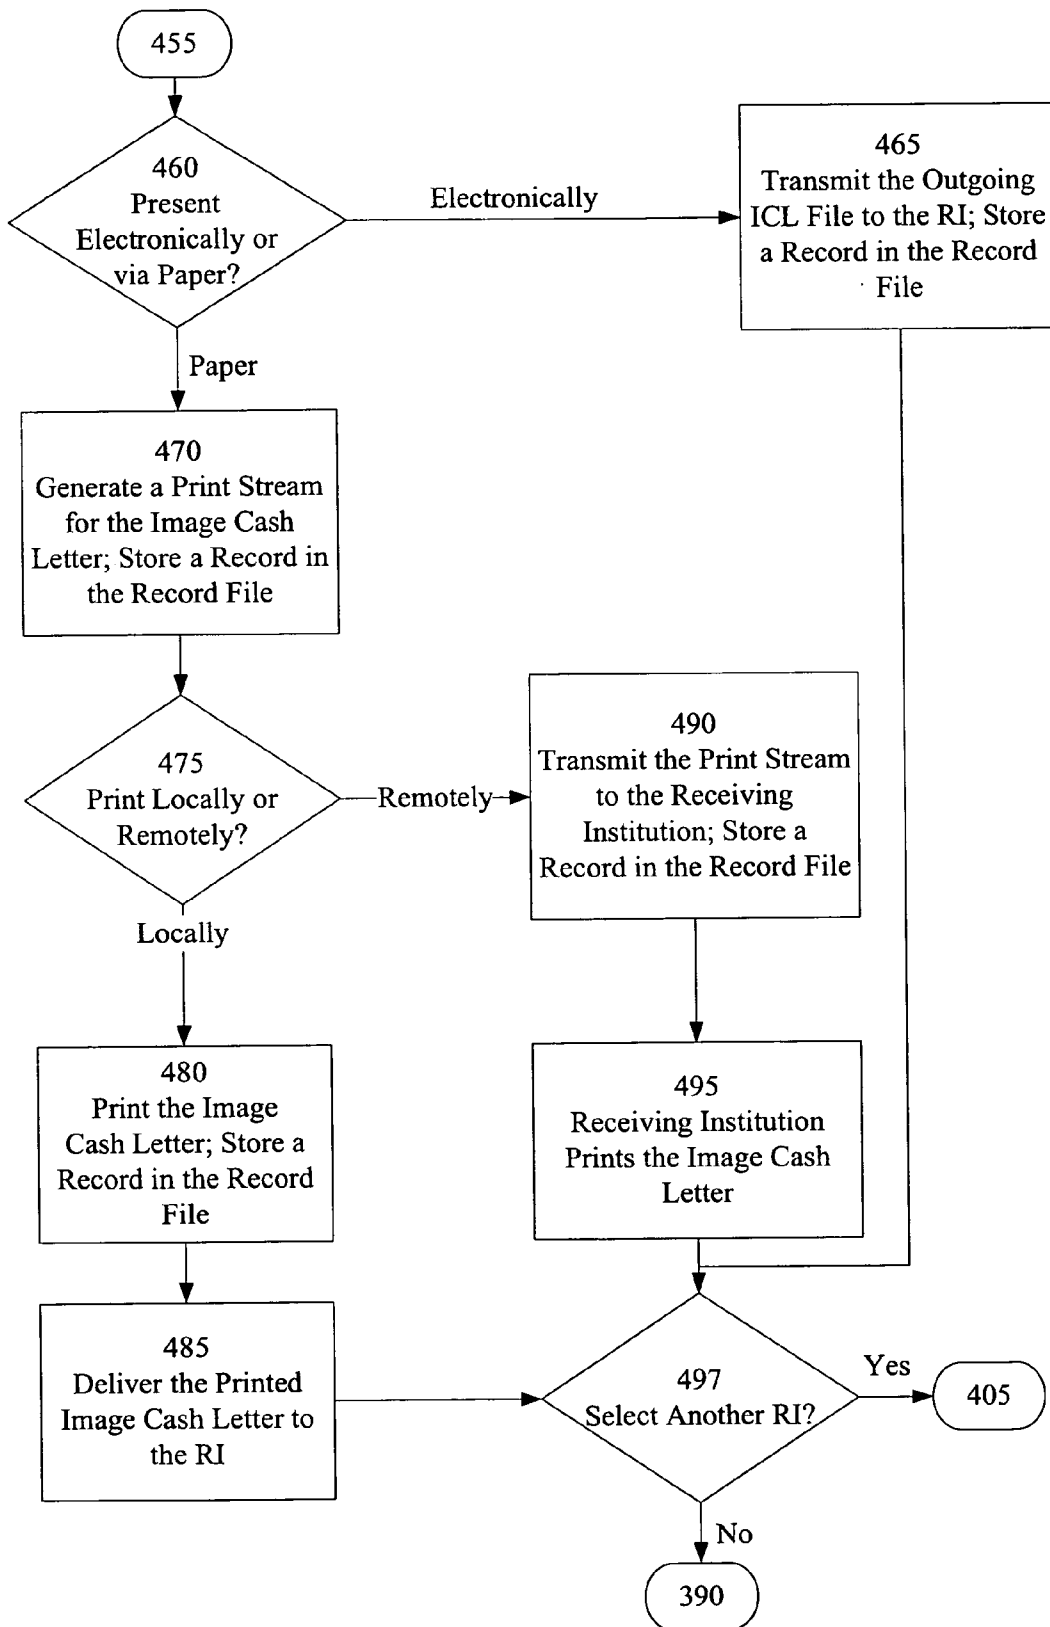 455
460
Present
Electronically or
via Paper?
Electronically
465
Transmit the Outgoing
ICL File to the RI; Store
a Record in the Record
File
Paper
470
Generate a Print Stream
for the Image Cash
Letter; Store a Record in
the Record File
475
Print Locally or
Remotely?
Remotely
490
Transmit the Print Stream
to the Receiving
Institution; Store a
Record in the Record File
Locally
480
Print the Image
Cash Letter; Store a
Record in the Record
File
495
Receiving Institution
Prints the Image Cash
Letter
485
Deliver the Printed
Image Cash Letter to
the RI
497
Select Another RI?
Yes
405
No
390